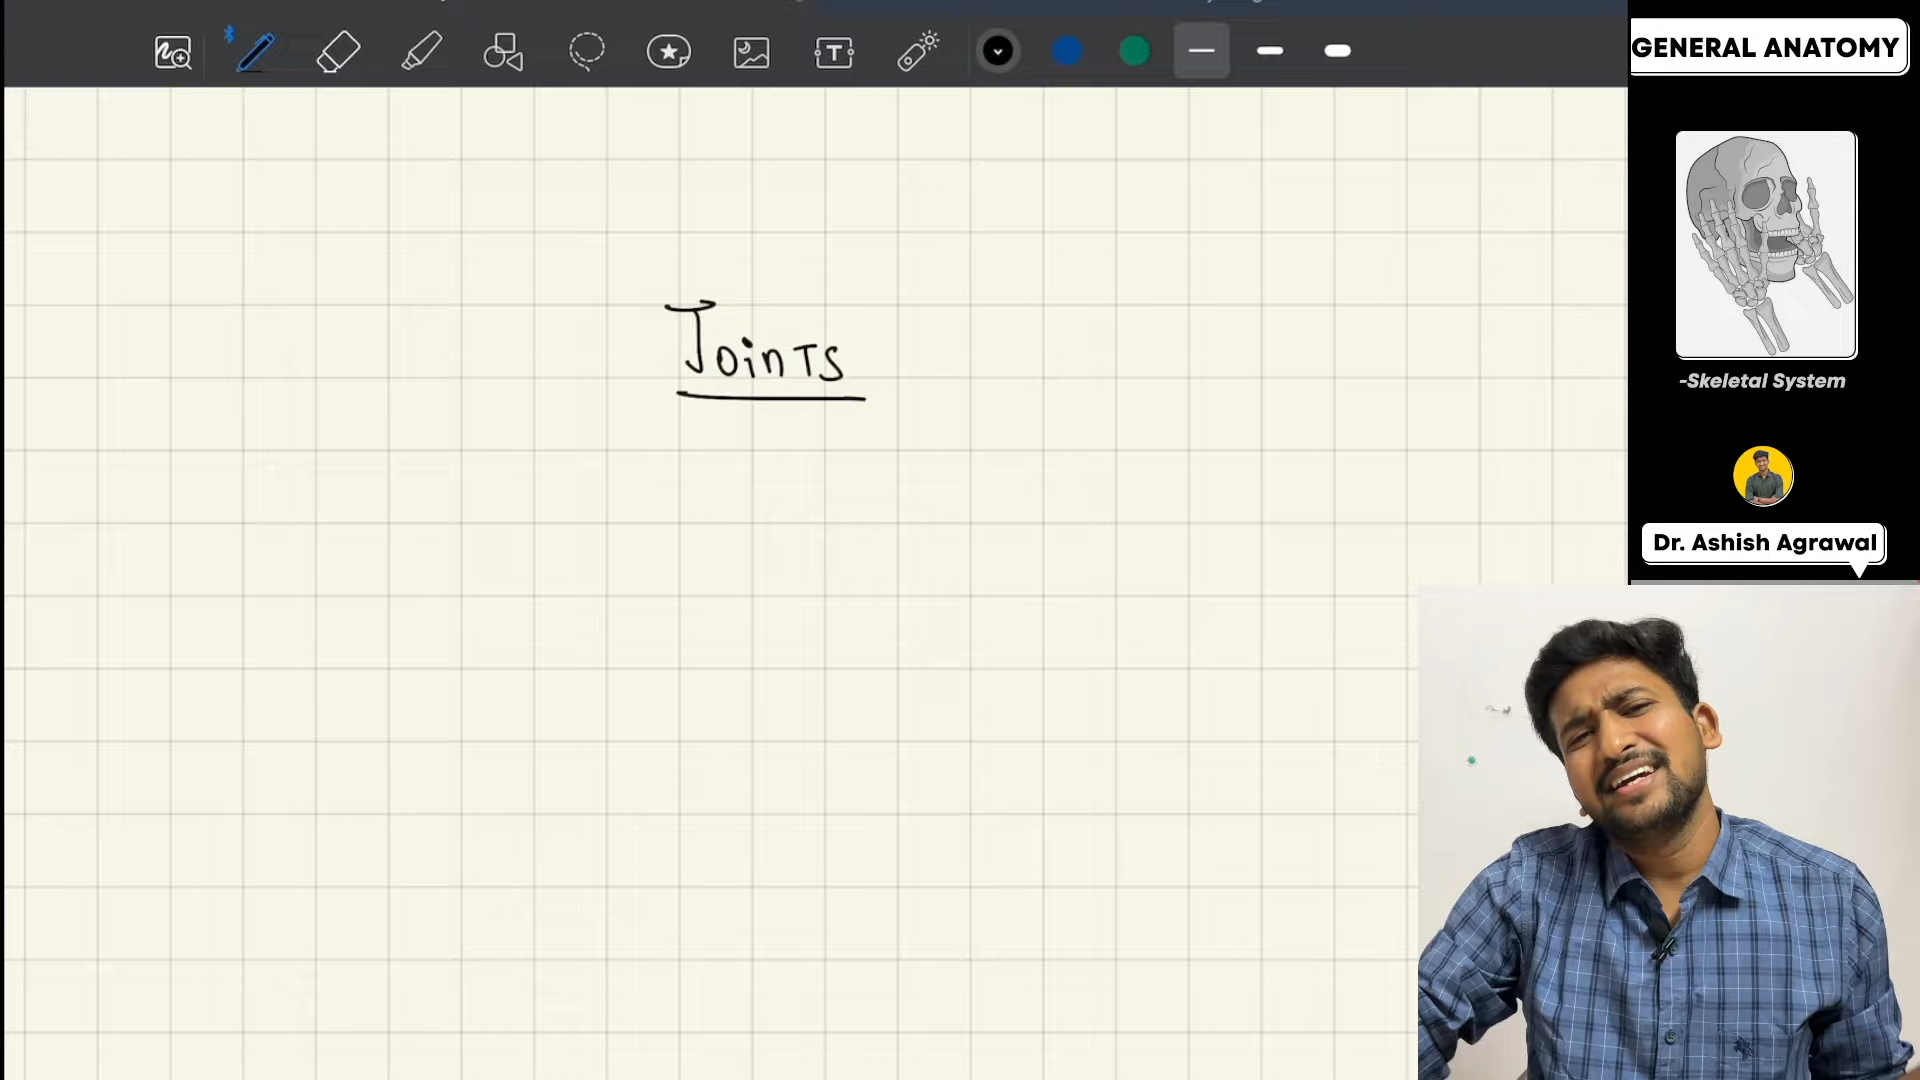 GENERAL ANATOMY
Joints
-Skeletal System
Dr. Ashish Agrawal